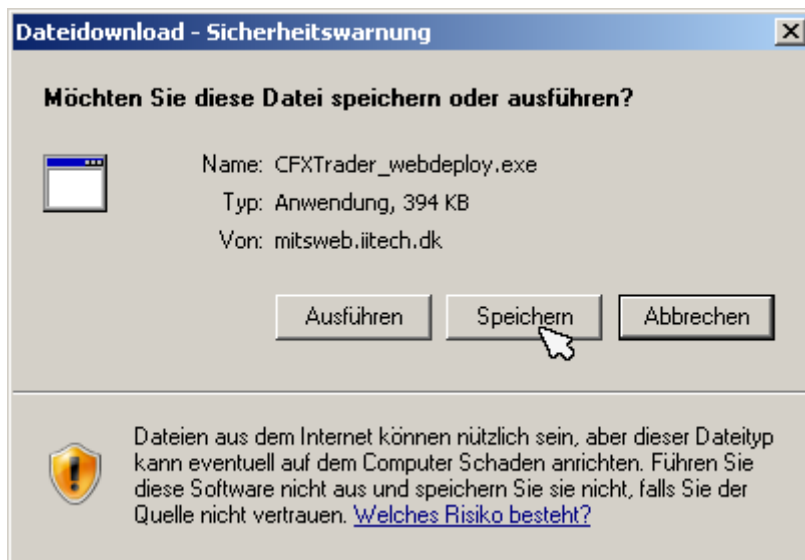 Dateidownload - Sicherheitswarnung
Möchten Sie diese Datei speichern oder ausführen?
Name: CFXTrader_webdeploy.exe
Typ: Anwendung, 394 KB
Von: mitsweb.iitech.dk
Ausführen Speichern Abbrechen
Dateien aus dem Internet können nützlich sein, aber dieser Dateityp
kann eventuell auf dem Computer Schaden anrichten. Führen Sie
diese Software nicht aus und speichern Sie sie nicht, falls Sie der
Quelle nicht vertrauen. Welches Risiko besteht?